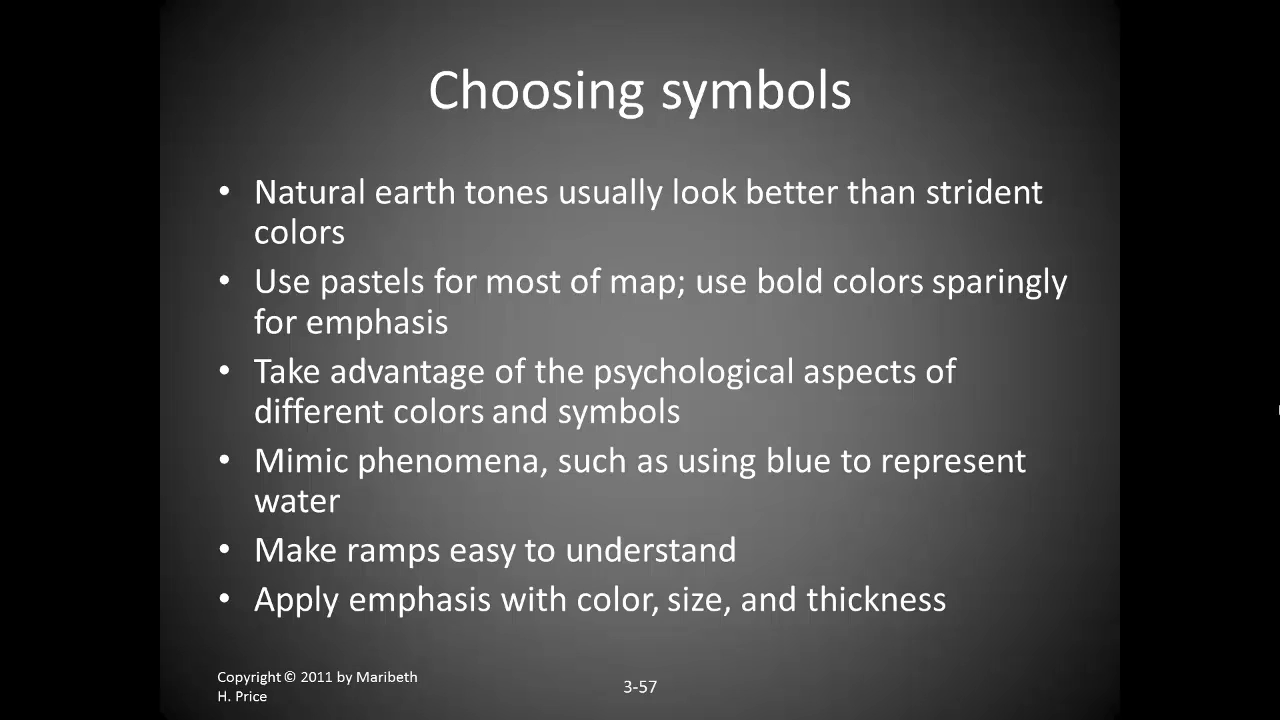 Choosing symbols
• Natural earth tones usually look better than strident
colors
• Use pastels for most of map; use bold colors sparingly
for emphasis
• Take advantage of the psychological aspects of
different colors and symbols
• Mimic phenomena, such as using blue to represent
water
• Make ramps easy to understand
• Apply emphasis with color, size, and thickness
Copyright © 2011 by Maribeth
H. Price
3-57